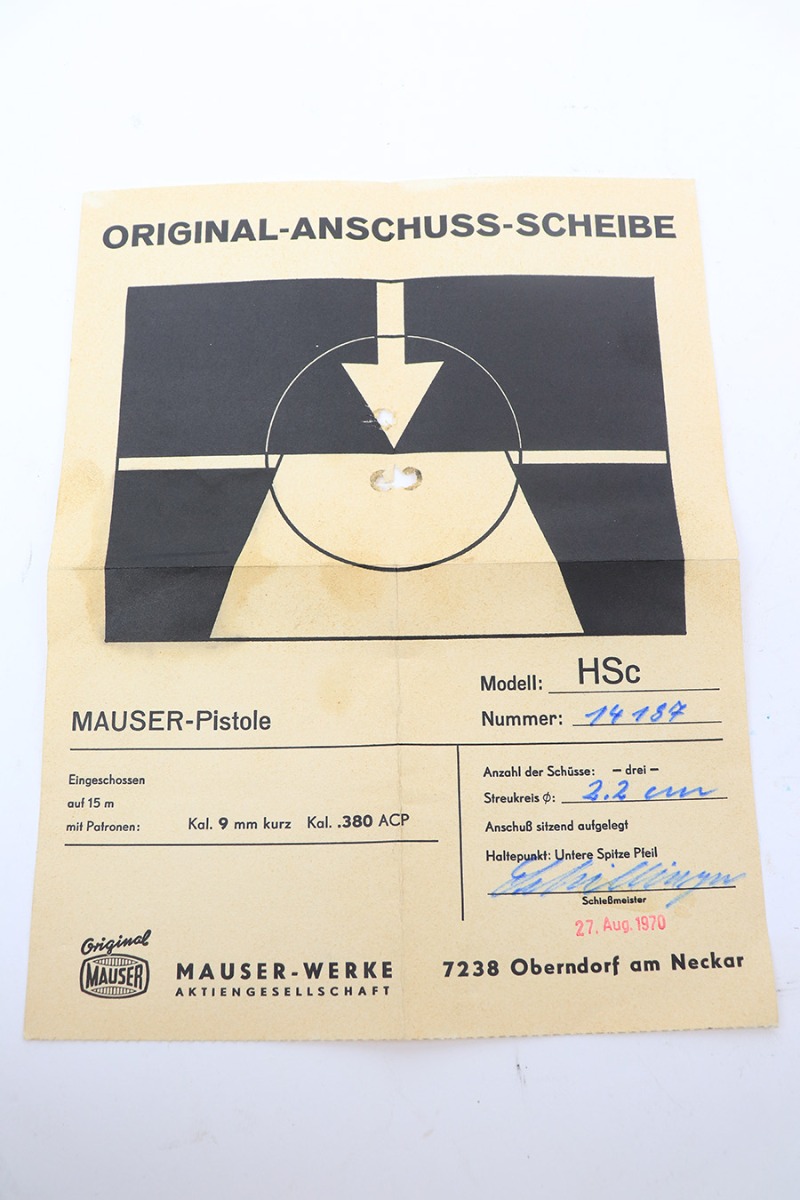 ORIGINAL-ANSCHUSS-SCHEIBE
Modell: HSc
MAUSER-Pistole
Nummer: 14187
Eingeschossen
auf 15 m
mit Patronen: Kal. 9 mm kurz Kal. .380 ACP
Anzahl der Schüsse: – drei –
Streukreis ϕ: 2.2 cm
Anschuß sitzend aufgelegt
Haltepunkt: Untere Spitze Pfeil
Schießmeister
27. Aug. 1970
Original
MAUSER
MAUSER-WERKE
AKTIENGESELLSCHAFT
7238 Oberndorf am Neckar